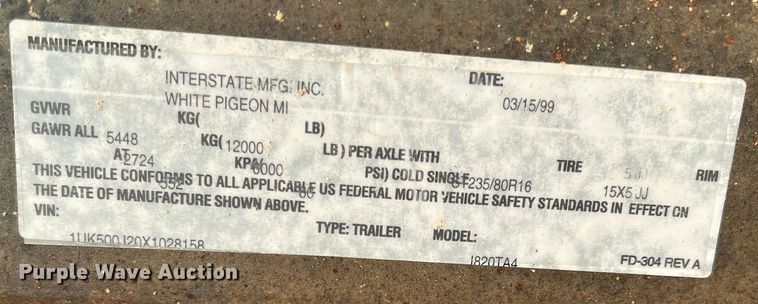 MANUFACTURED BY:
INTERSTATE MFG. INC.
WHITE PIGEON MI
DATE:
03/15/99
GVWR
KG(
LB)
GAWR ALL
5448
KG( 12000
LB ) PER AXLE WITH
TIRE
RIM
AT 2724
KPA( 6000
PSI) COLD SINGLE
ST235/80R16
15X5 JJ
THIS VEHICLE CONFORMS TO ALL APPLICABLE US FEDERAL MOTOR VEHICLE SAFETY STANDARDS IN EFFECT ON
552
80
THE DATE OF MANUFACTURE SHOWN ABOVE.
VIN:
1UK500J20X1028158
TYPE: TRAILER
MODEL:
I820TA4
FD-304 REV A
Purple Wave Auction